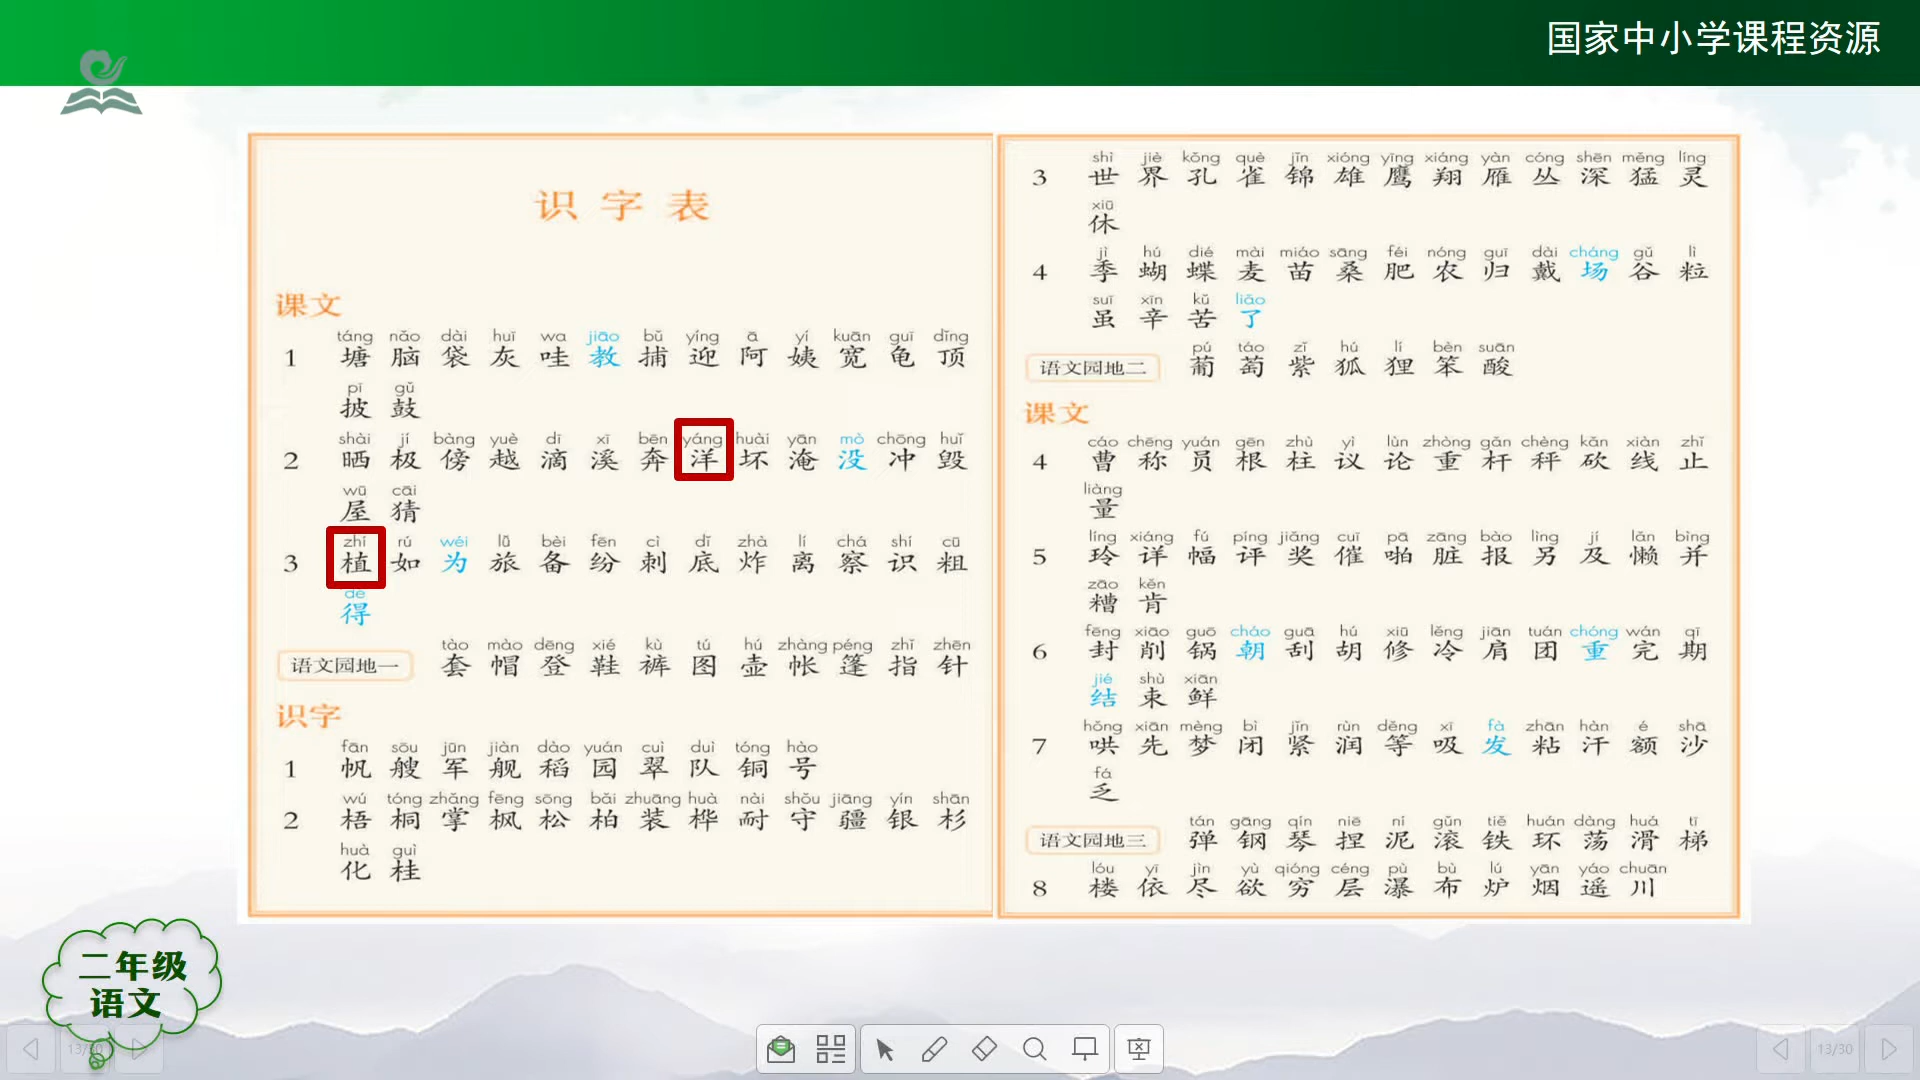 国家中小学课程资源
识字表
课文
táng nǎo dài huī wa jiāo bǔ yíng ā yí kuān guī dǐng
1 塘 脑 袋 灰 哇 教 捕 迎 阿 姨 宽 龟 顶
pī gǔ
披 鼓
shài jí bàng yuè dī xī bēn yáng huài yān mò chōng huǐ
2 晒 极 傍 越 滴 溪 奔 洋 坏 淹 没 冲 毁
wū cāi
屋 猜
zhí rú wéi lǚ bèi fēn cì dǐ zhà lí chá shí cū
3 植 如 为 旅 备 纷 刺 底 炸 离 察 识 粗
de
得
tào mào dēng xié kù tú hú zhàng péng zhǐ zhēn
语文园地一 套 帽 登 鞋 裤 图 壶 帐 篷 指 针
识字
fān sōu jūn jiàn dào yuán cuì duì tóng hào
1 帆 艘 军 舰 稻 园 翠 队 铜 号
wú tóng zhǎng fēng sōng bǎi zhuāng huà nài shǒu jiāng yín shān
2 梧 桐 掌 枫 松 柏 装 桦 耐 守 疆 银 杉
huà guì
化 桂
shì jiè kǒng què jǐn xióng yīng xiáng yàn cóng shēn měng líng
3 世 界 孔 雀 锦 雄 鹰 翔 雁 丛 深 猛 灵
xiū
休
jì hú dié mài miáo sāng féi nóng guī dài cháng gǔ lì
4 季 蝴 蝶 麦 苗 桑 肥 农 归 戴 场 谷 粒
suī xīn kǔ liǎo
虽 辛 苦 了
pú táo zǐ hú lí bèn suān
语文园地二 葡 萄 紫 狐 狸 笨 酸
课文
cáo chēng yuán gēn zhù yì lùn zhòng gǎn chèng kǎn xiàn zhǐ
4 曹 称 员 根 柱 议 论 重 杆 秤 砍 线 止
liàng
量
líng xiáng fú píng jiǎng cuī pā zāng bào lìng jí lǎn bìng
5 玲 详 幅 评 奖 催 啪 脏 报 另 及 懒 并
zāo kěn
糟 肯
fēng xiāo guō cháo guā hú xiū lěng jiān tuán chóng wán qī
6 封 削 锅 朝 刮 胡 修 冷 肩 团 重 完 期
jié shù xiān
结 束 鲜
hǒng xiān mèng bì jǐn rùn děng xī fà zhān hàn é shā
7 哄 先 梦 闭 紧 润 等 吸 发 粘 汗 额 沙
fá
乏
tán gāng qín niē ní gǔn tiě huán dàng huá tī
语文园地三 弹 钢 琴 捏 泥 滚 铁 环 荡 滑 梯
lóu yī jìn yù qióng céng pù bù lú yān yáo chuān
8 楼 依 尽 欲 穷 层 瀑 布 炉 烟 遥 川
二年级
语文
13/30